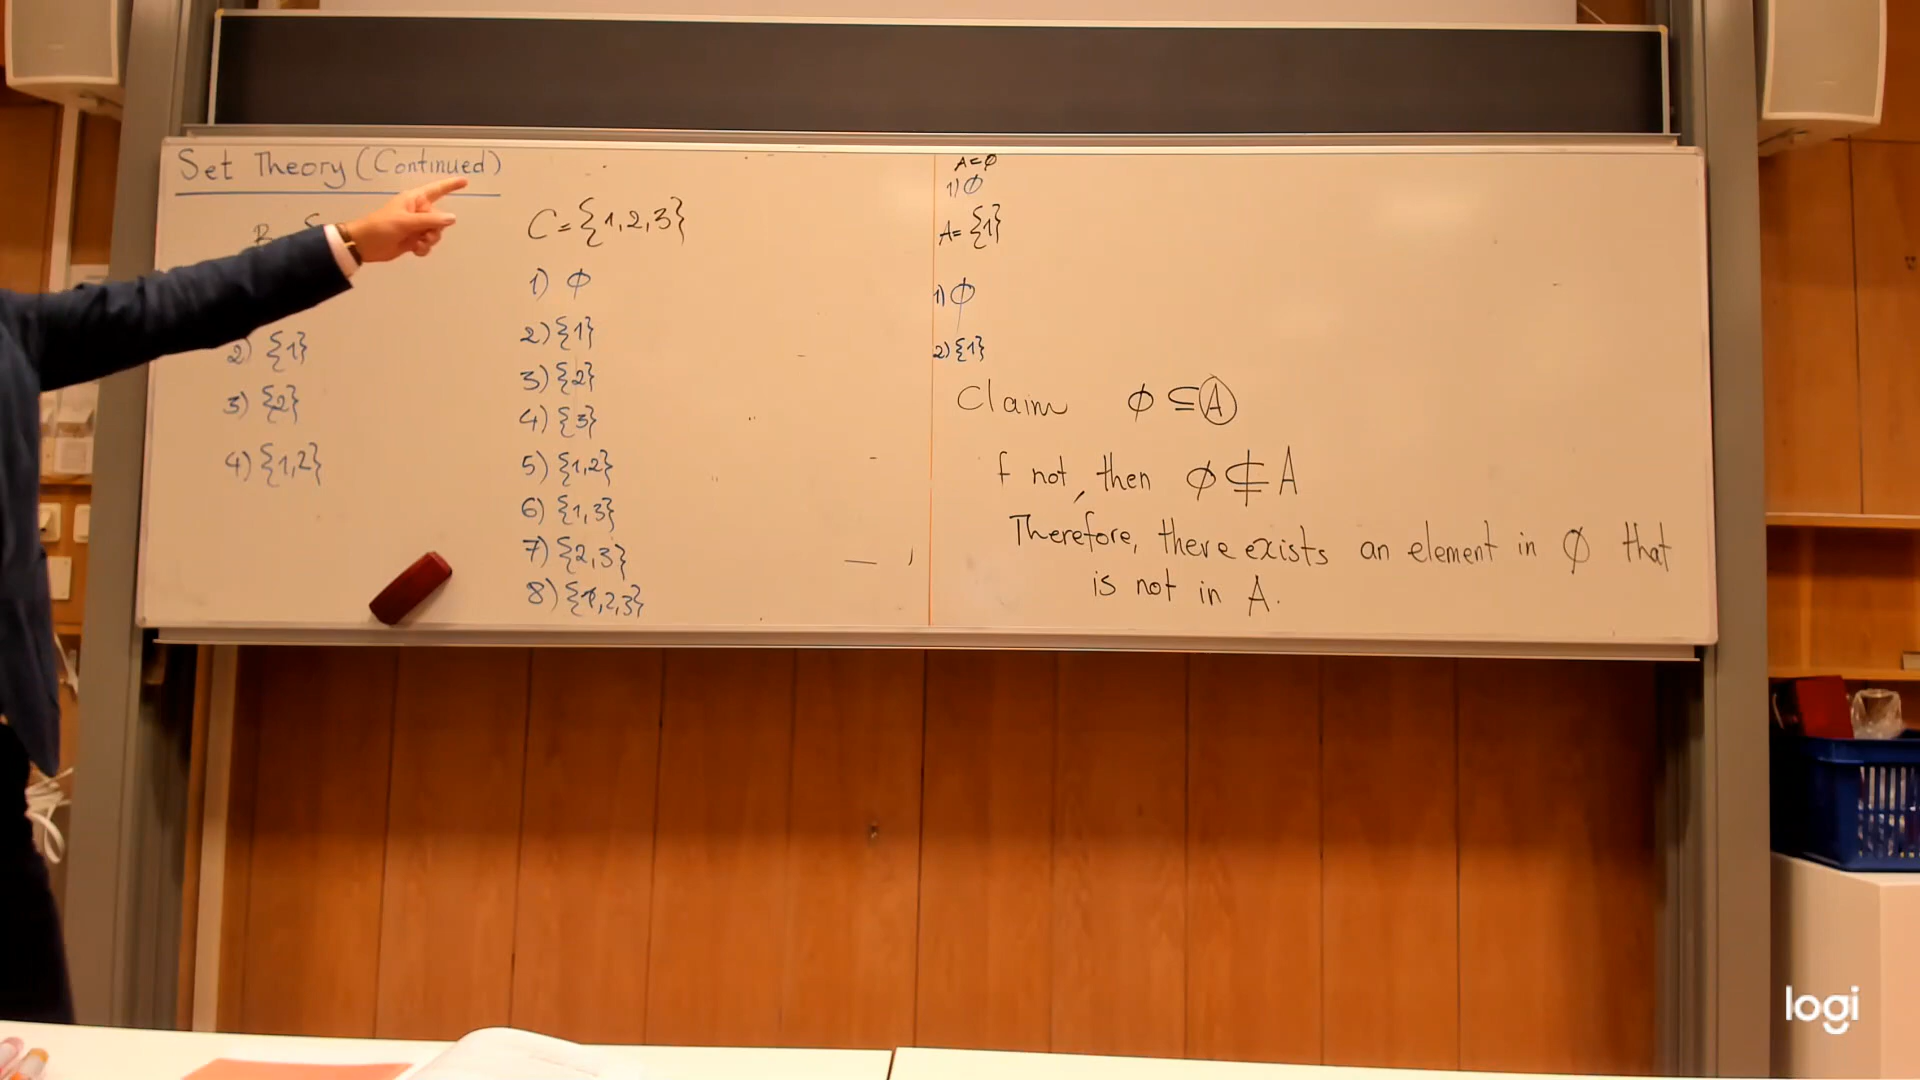 Set Theory (Continued)
B = {
2) {1}
3) {2}
4) {1,2}
C = {1,2,3}
1) ∅
2) {1}
3) {2}
4) {3}
5) {1,2}
6) {1,3}
7) {2,3}
8) {1,2,3}
A = ∅
1) ∅
A = {1}
1) ∅
2) {1}
Claim ∅ ⊆ A
f not, then ∅ ⊈ A
Therefore, there exists an element in ∅ that
is not in A.
logi